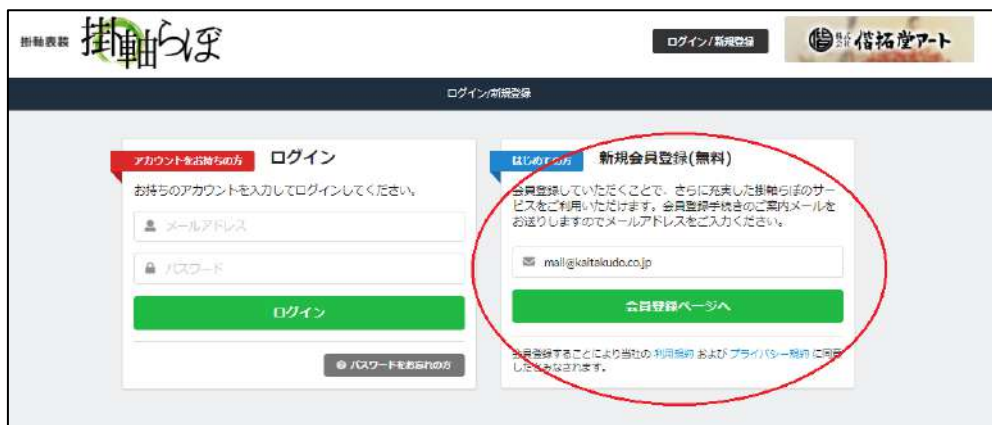 掛軸表装 掛軸らぼ
ログイン/新規登録
株式会社 偕拓堂アート
ログイン/新規登録
アカウントをお持ちの方
ログイン
お持ちのアカウントを入力してログインしてください。
メールアドレス
パスワード
ログイン
パスワードをお忘れの方
はじめての方
新規会員登録(無料)
会員登録していただくことで、さらに充実した掛軸らぼのサー
ビスをご利用いただけます。会員登録手続きのご案内メールを
お送りしますのでメールアドレスをご入力ください。
mail@kaitakudo.co.jp
会員登録ページへ
会員登録することにより当社の 利用規約 および プライバシー規約 に同意
したとみなされます。